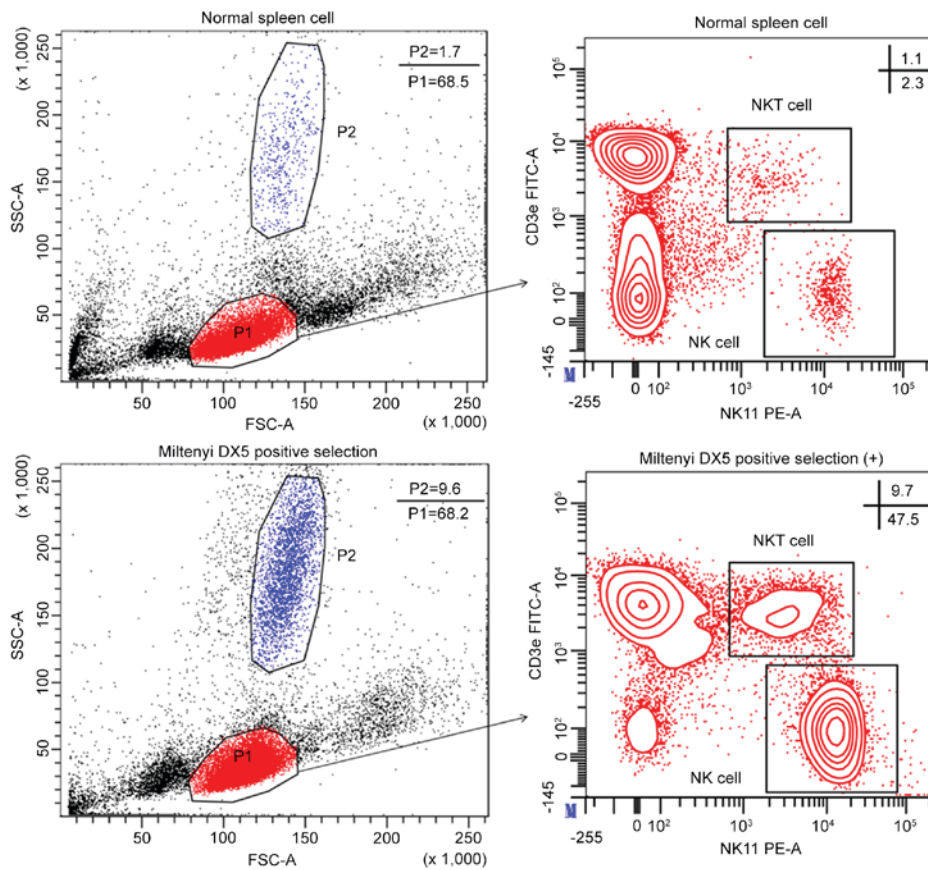 Normal spleen cell
SSC-A
(x 1,000)
250
200
150
100
50
P2=1.7
P1=68.5
P2
P1
50 100 150 200 250
FSC-A
(x 1,000)
Normal spleen cell
CD3e FITC-A
10⁵
10⁴
10³
10²
0
-145
1.1
2.3
NKT cell
NK cell
M
-255
0 10² 10³ 10⁴ 10⁵
NK11 PE-A
Miltenyi DX5 positive selection
SSC-A
(x 1,000)
250
200
150
100
50
P2=9.6
P1=68.2
P2
P1
50 100 150 200 250
FSC-A
(x 1,000)
Miltenyi DX5 positive selection (+)
CD3e FITC-A
10⁵
10⁴
10³
10²
0
-145
9.7
47.5
NKT cell
NK cell
M
-255
0 10² 10³ 10⁴ 10⁵
NK11 PE-A